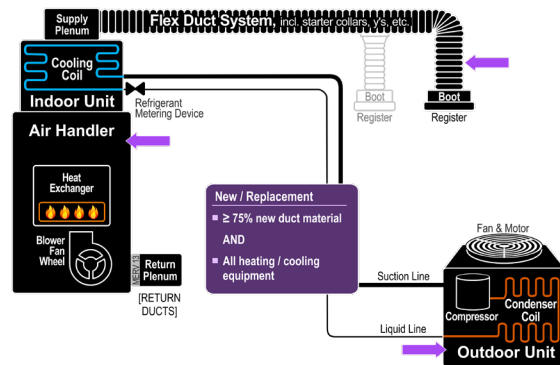 Supply
Plenum
Flex Duct System, incl. starter collars, y's, etc.
Cooling
Coil
Indoor Unit
Refrigerant
Metering Device
Boot
Register
Boot
Register
Air Handler
Heat
Exchanger
Blower
Fan
Wheel
MERV 13
Return
Plenum
[RETURN
DUCTS]
New / Replacement
≥ 75% new duct material
AND
All heating / cooling
equipment
Fan & Motor
Suction Line
Compressor
Condenser
Coil
Liquid Line
Outdoor Unit